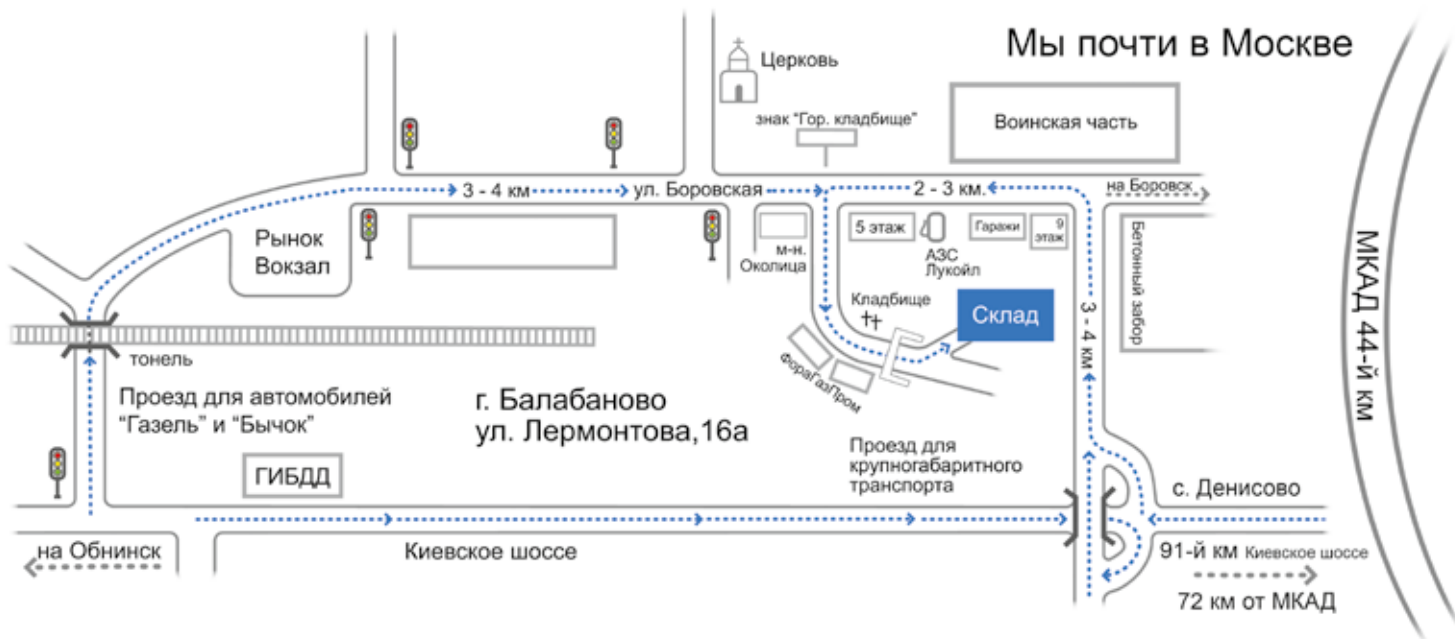 Мы почти в Москве
Церковь
знак “Гор. кладбище”
Воинская часть
3 - 4 км
ул. Боровская
2 - 3 км.
на Боровск
Рынок
Вокзал
м-н.
Околица
5 этаж
АЗС
Лукойл
Гаражи
9
этаж
Бетонный забор
МКАД 44-й км
Кладбище
Склад
3 - 4 км
тонель
ФораГазПром
Проезд для автомобилей
“Газель” и “Бычок”
г. Балабаново
ул. Лермонтова,16а
Проезд для
крупногабаритного
транспорта
ГИБДД
с. Денисово
на Обнинск
Киевское шоссе
91-й км Киевское шоссе
72 км от МКАД